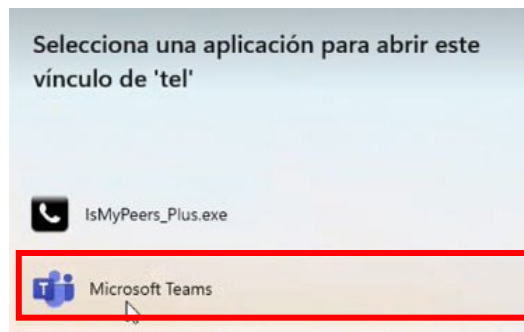 Selecciona una aplicación para abrir este
vínculo de 'tel'
IsMyPeers_Plus.exe
Microsoft Teams